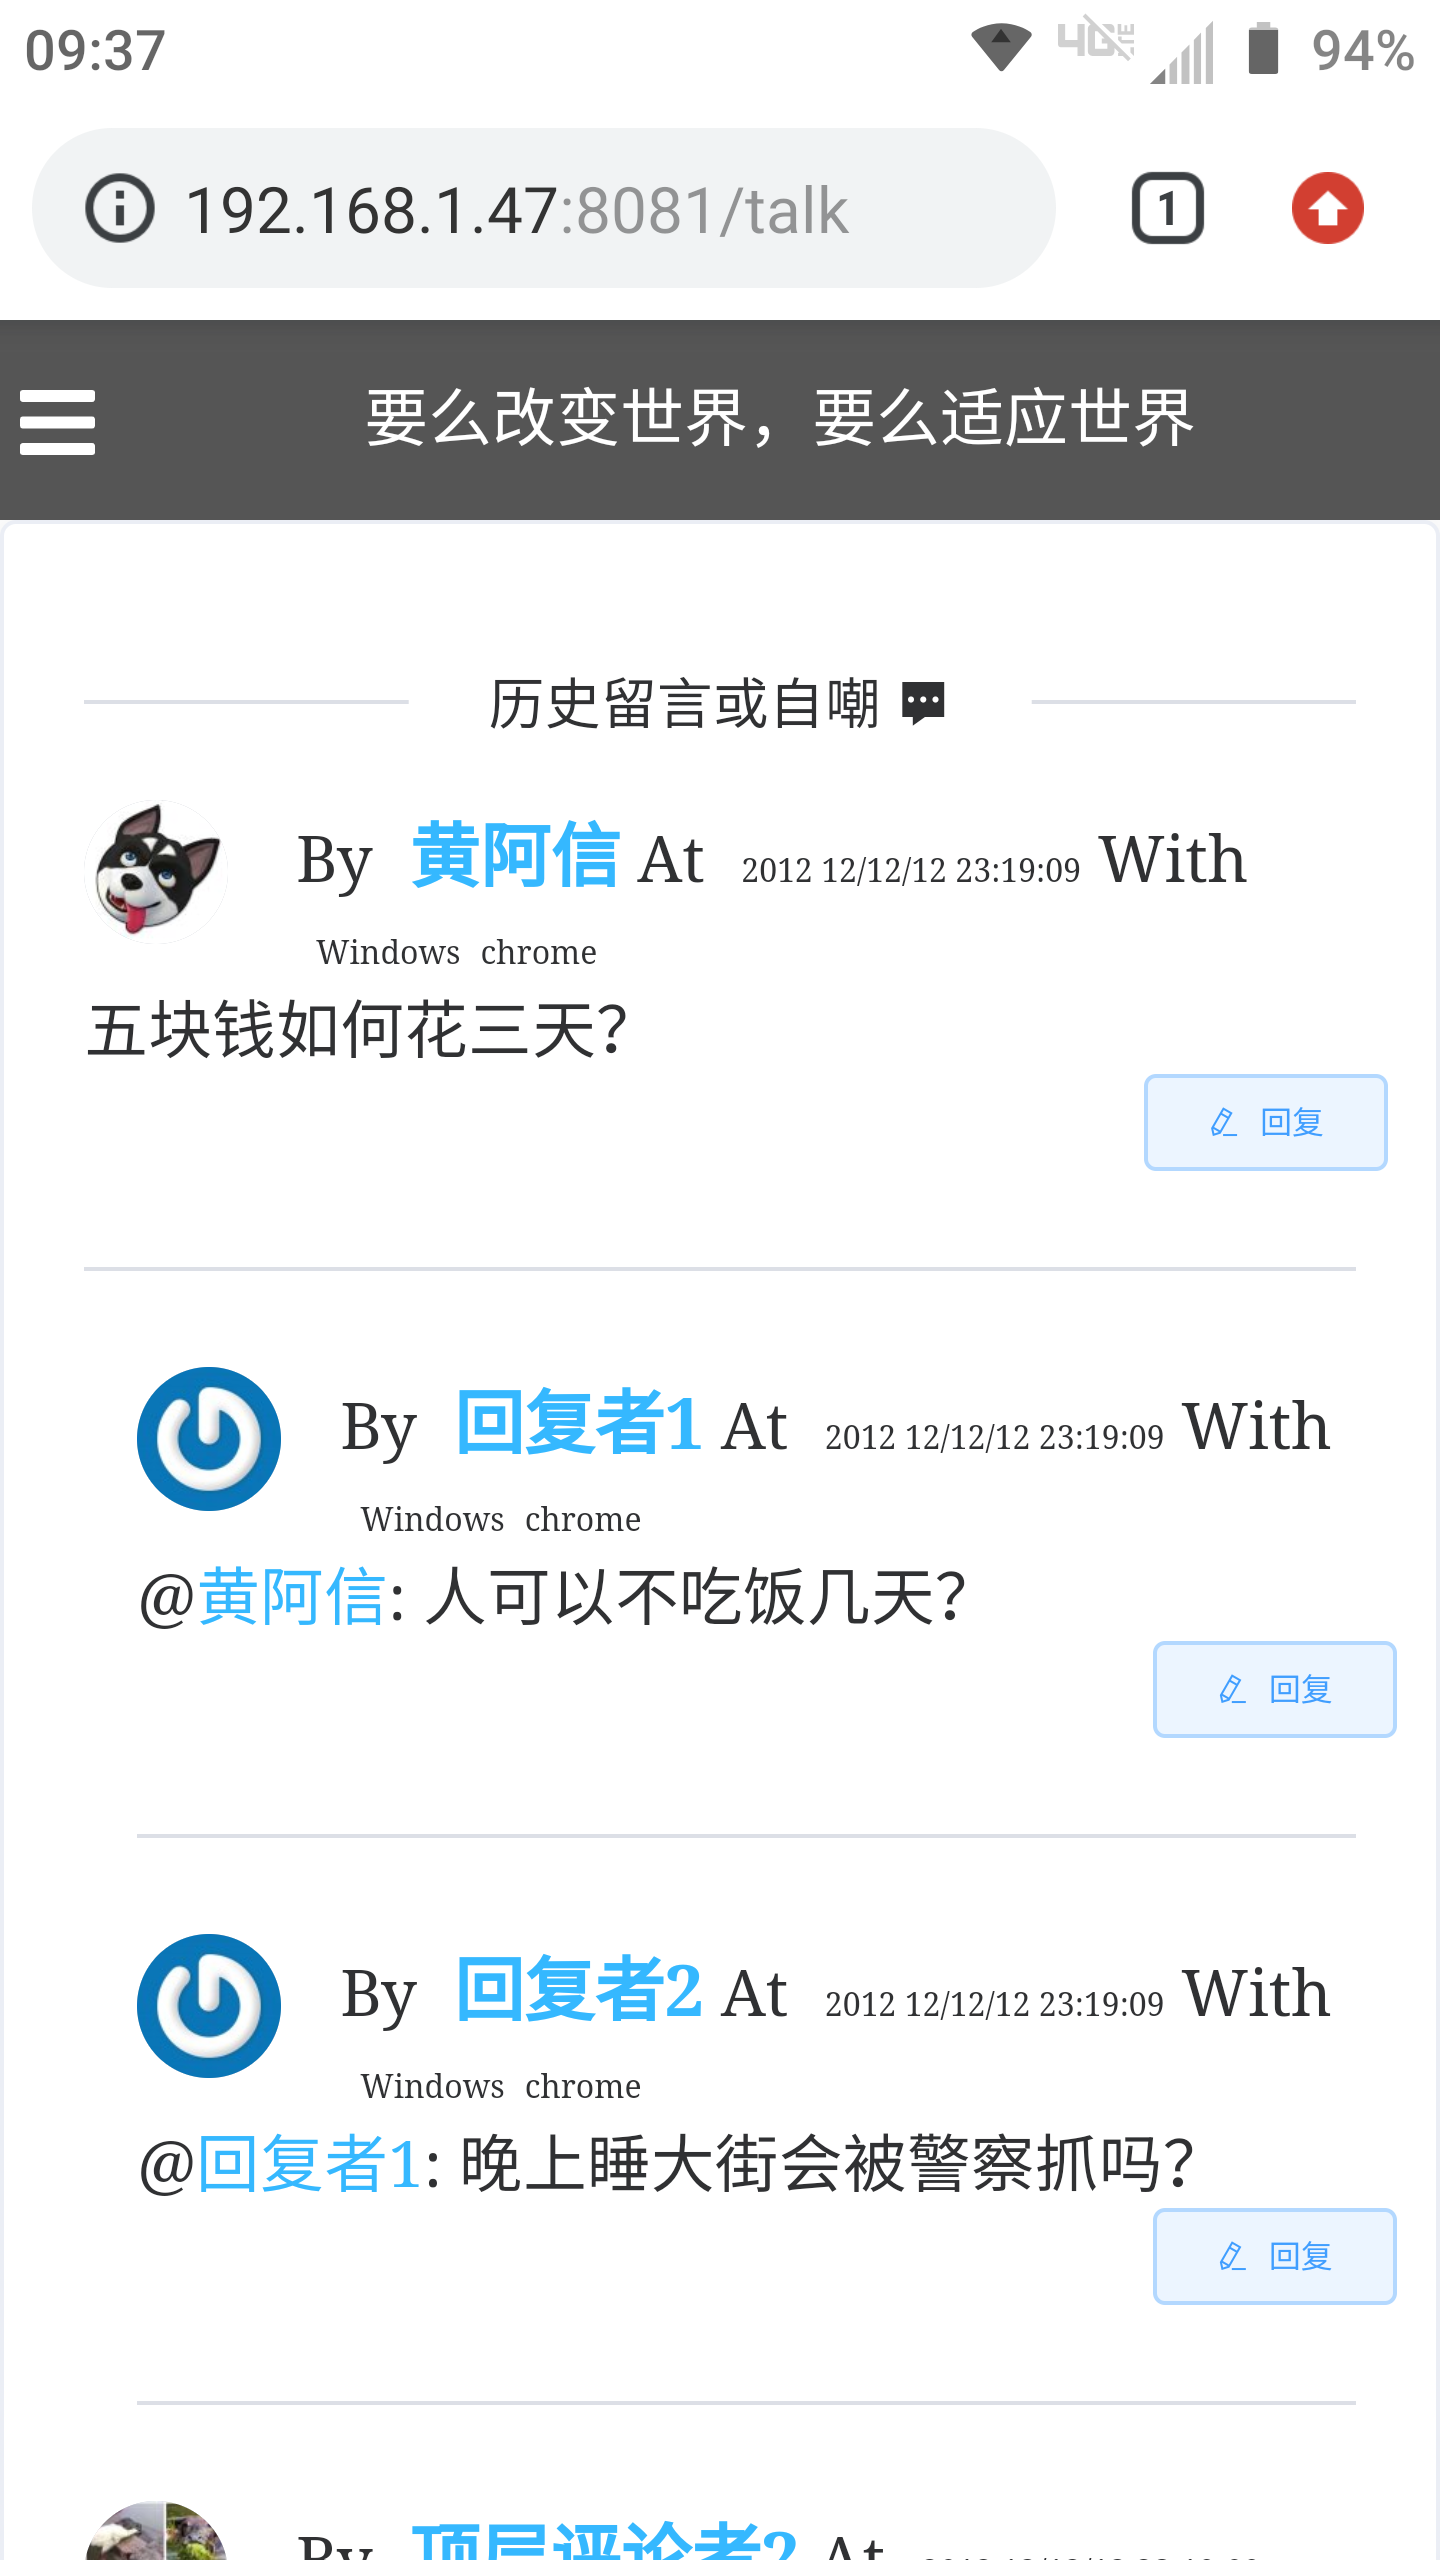 09:37
4G LTE
94%
192.168.1.47:8081/talk
1
要么改变世界，要么适应世界
历史留言或自嘲
By 黄阿信 At 2012 12/12/12 23:19:09 With
Windows chrome
五块钱如何花三天？
回复
By 回复者1 At 2012 12/12/12 23:19:09 With
Windows chrome
@黄阿信: 人可以不吃饭几天？
回复
By 回复者2 At 2012 12/12/12 23:19:09 With
Windows chrome
@回复者1: 晚上睡大街会被警察抓吗？
回复
By 顶层评论者2 At